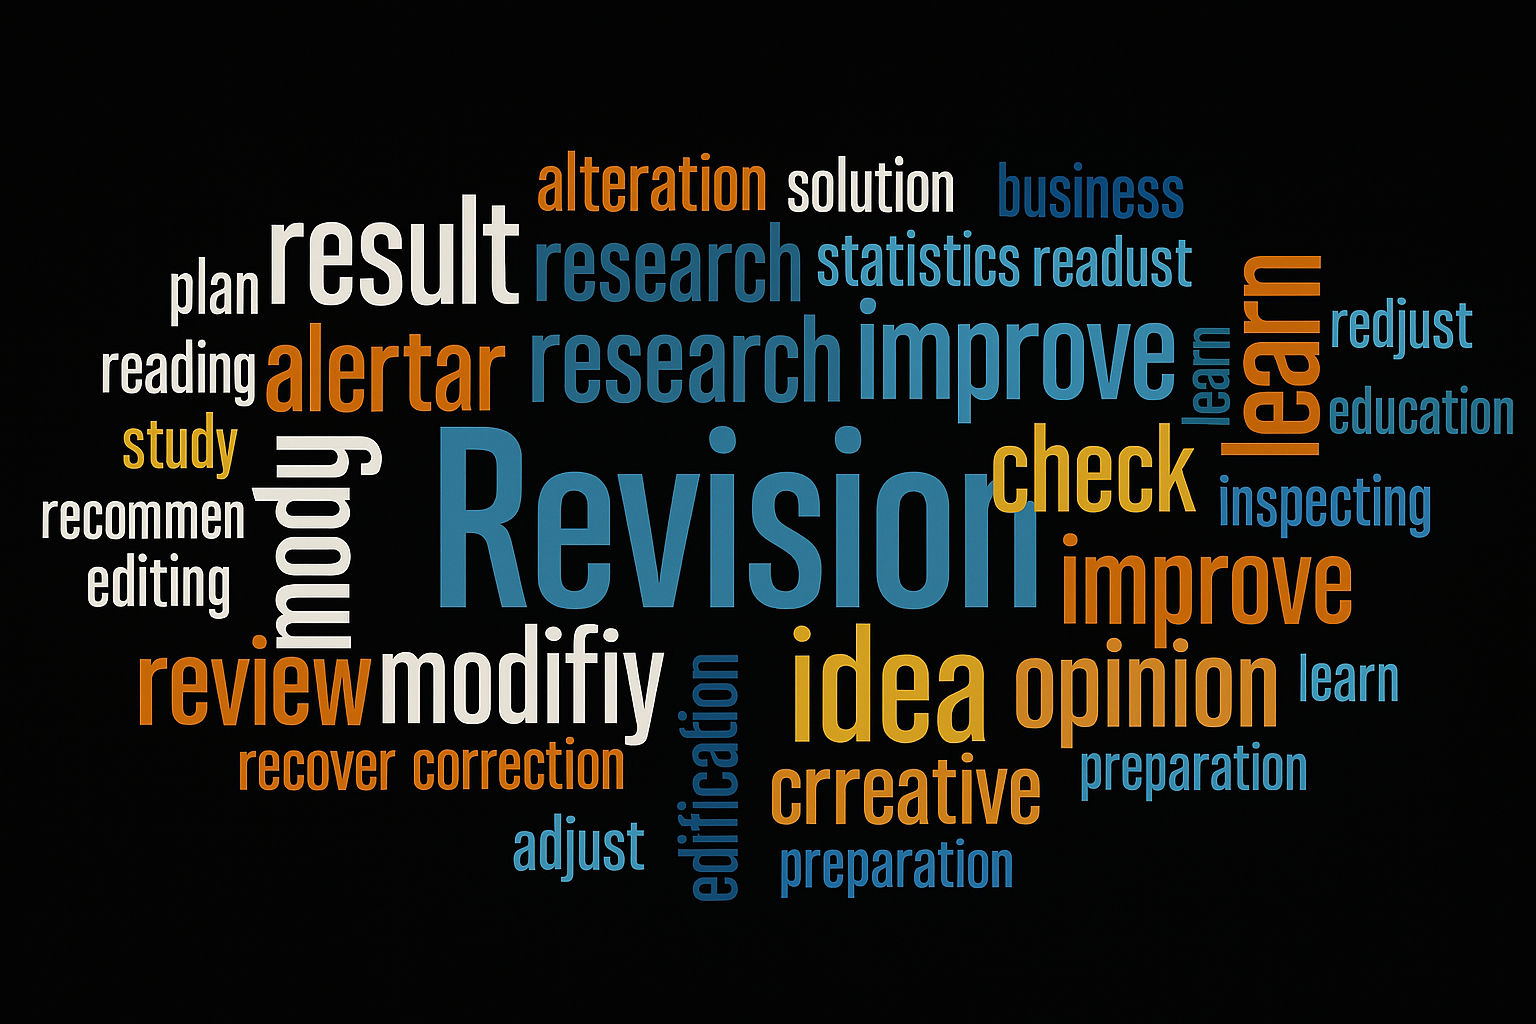 alteration solution business
result research statistics readust
plan
learn
redjust
reading alertar research improve
learn
education
study
mody
Revision
check
inspecting
recommen
editing
improve
review modifiy
idea opinion learn
edification
recover correction
crreative preparation
adjust
preparation